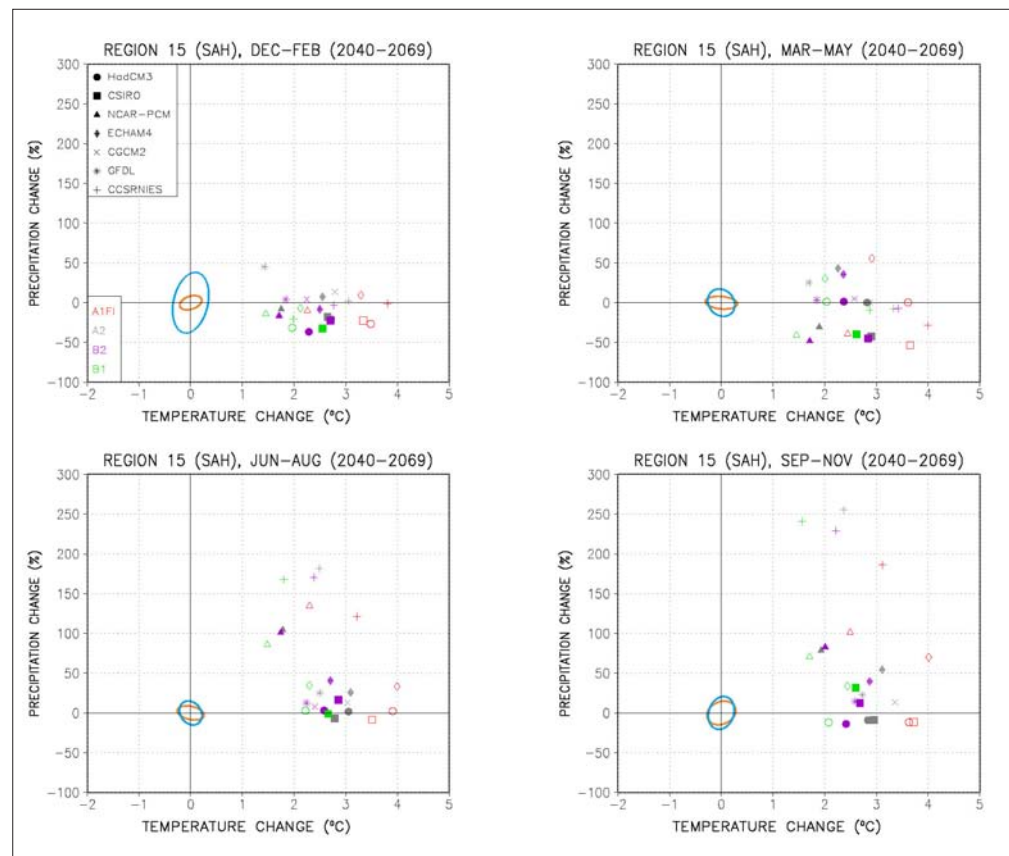 REGION 15 (SAH), DEC-FEB (2040-2069)
300
250
200
150
100
50
0
-50
-100
PRECIPITATION CHANGE (%)
HadCM3
CSIRO
NCAR-PCM
ECHAM4
CGCM2
GFDL
CCSRNIES
A1FI
A2
B2
B1
-2 -1 0 1 2 3 4 5
TEMPERATURE CHANGE (ºC)
REGION 15 (SAH), MAR-MAY (2040-2069)
300
250
200
150
100
50
0
-50
-100
PRECIPITATION CHANGE (%)
-2 -1 0 1 2 3 4 5
TEMPERATURE CHANGE (ºC)
REGION 15 (SAH), JUN-AUG (2040-2069)
300
250
200
150
100
50
0
-50
-100
PRECIPITATION CHANGE (%)
-2 -1 0 1 2 3 4 5
TEMPERATURE CHANGE (ºC)
REGION 15 (SAH), SEP-NOV (2040-2069)
300
250
200
150
100
50
0
-50
-100
PRECIPITATION CHANGE (%)
-2 -1 0 1 2 3 4 5
TEMPERATURE CHANGE (ºC)